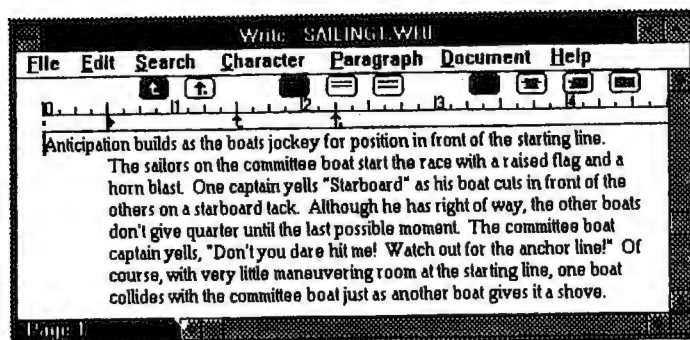 Write SAILING1.WRI
File Edit Search Character Paragraph Document Help
0 1 2 3 4
Anticipation builds as the boats jockey for position in front of the starting line.
The sailors on the committee boat start the race with a raised flag and a
horn blast. One captain yells "Starboard" as his boat cuts in front of the
others on a starboard tack. Although he has right of way, the other boats
don't give quarter until the last possible moment. The committee boat
captain yells, "Don't you dare hit me! Watch out for the anchor line!" Of
course, with very little maneuvering room at the starting line, one boat
collides with the committee boat just as another boat gives it a shove.
Page 1